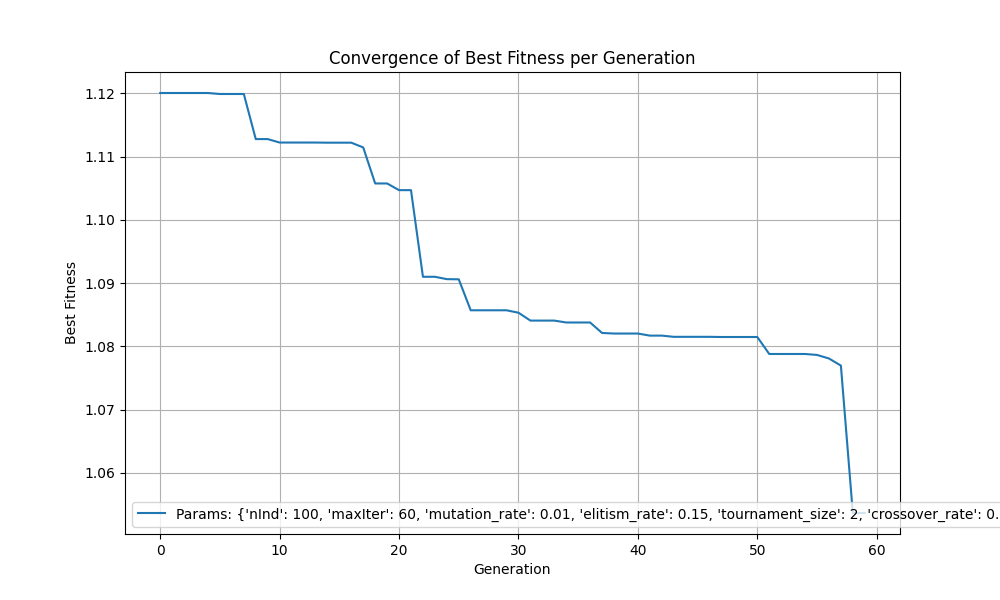 Convergence of Best Fitness per Generation
1.12
1.11
1.10
1.09
1.08
1.07
1.06
Best Fitness
Params: {'nInd': 100, 'maxIter': 60, 'mutation_rate': 0.01, 'elitism_rate': 0.15, 'tournament_size': 2, 'crossover_rate': 0.
0 10 20 30 40 50 60
Generation